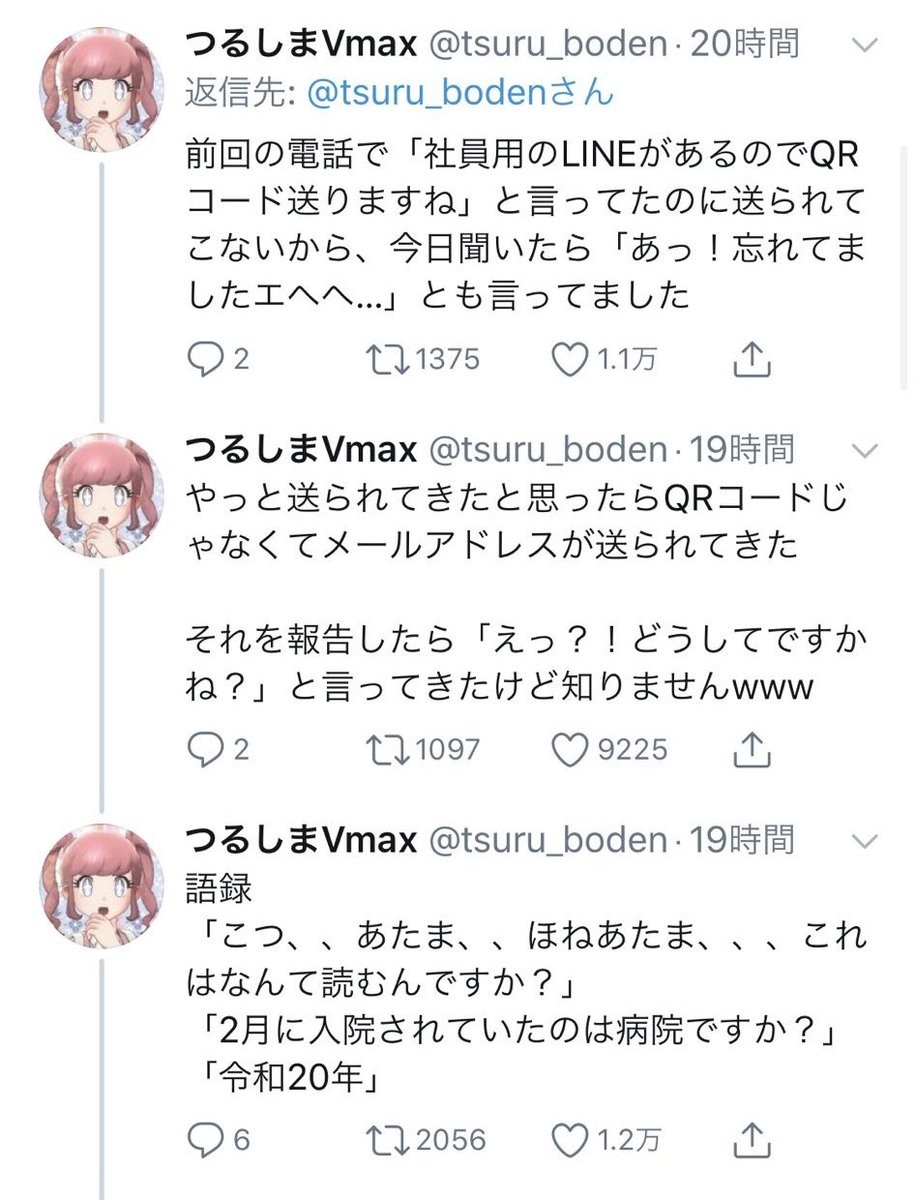 つるしまVmax @tsuru_boden · 20時間
返信先: @tsuru_bodenさん
前回の電話で「社員用のLINEがあるのでQR
コード送りますね」と言ってたのに送られて
こないから、今日聞いたら「あっ！忘れてま
したエヘヘ...」とも言ってました
2 1375 1.1万
つるしまVmax @tsuru_boden · 19時間
やっと送られてきたと思ったらQRコードじ
ゃなくてメールアドレスが送られてきた
それを報告したら「えっ？！どうしてですか
ね？」と言ってきたけど知りませんwww
2 1097 9225
つるしまVmax @tsuru_boden · 19時間
語録
「こつ、、あたま、、ほねあたま、、、これ
はなんて読むんですか？」
「2月に入院されていたのは病院ですか？」
「令和20年」
6 2056 1.2万